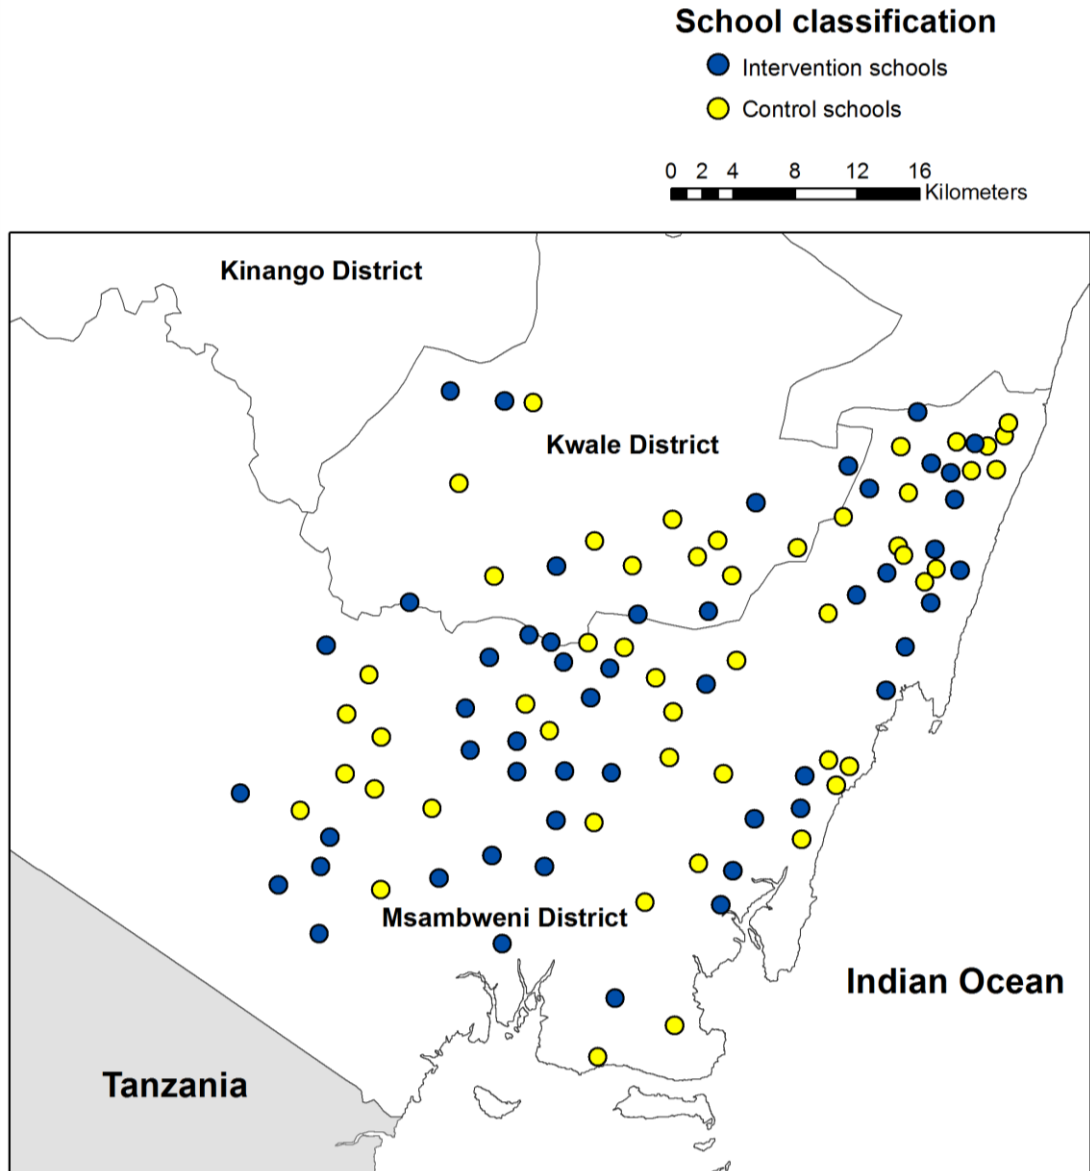 School classification
Intervention schools
Control schools
0 2 4 8 12 16
Kilometers
Kinango District
Kwale District
Msambweni District
Indian Ocean
Tanzania